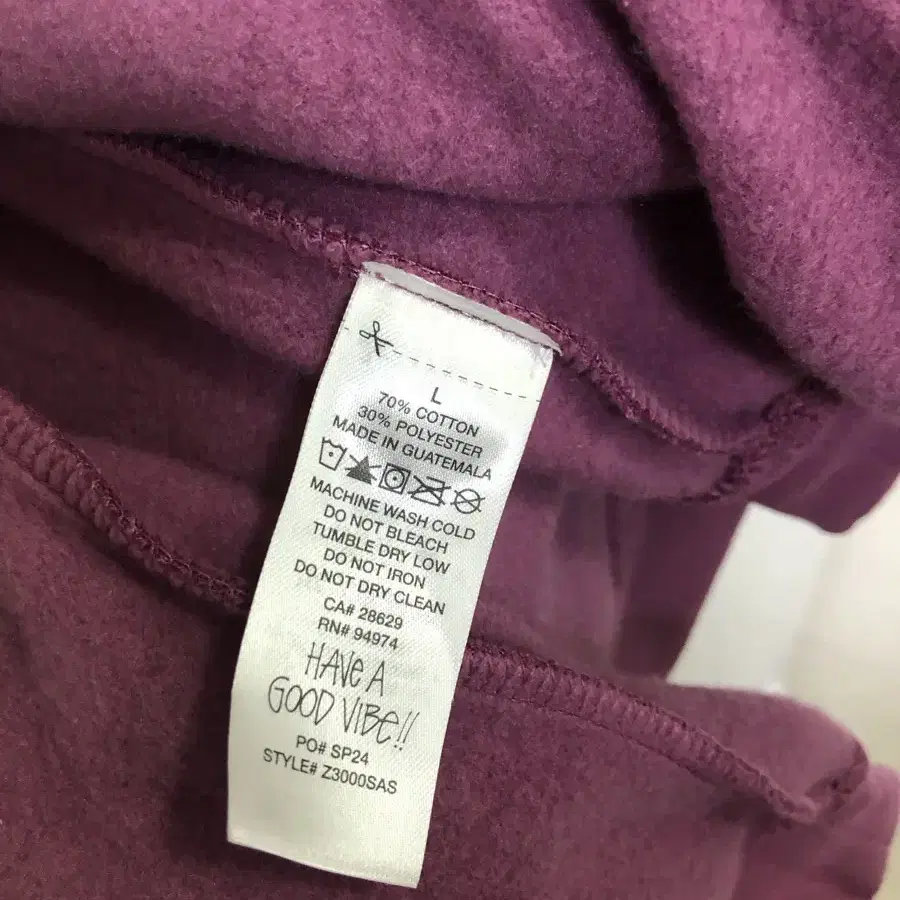 L
70% COTTON
30% POLYESTER
MADE IN GUATEMALA
MACHINE WASH COLD
DO NOT BLEACH
TUMBLE DRY LOW
DO NOT IRON
DO NOT DRY CLEAN
CA# 28629
RN# 94974
HAVE A
GOOD VIBE!!
PO# SP24
STYLE# Z3000SAS